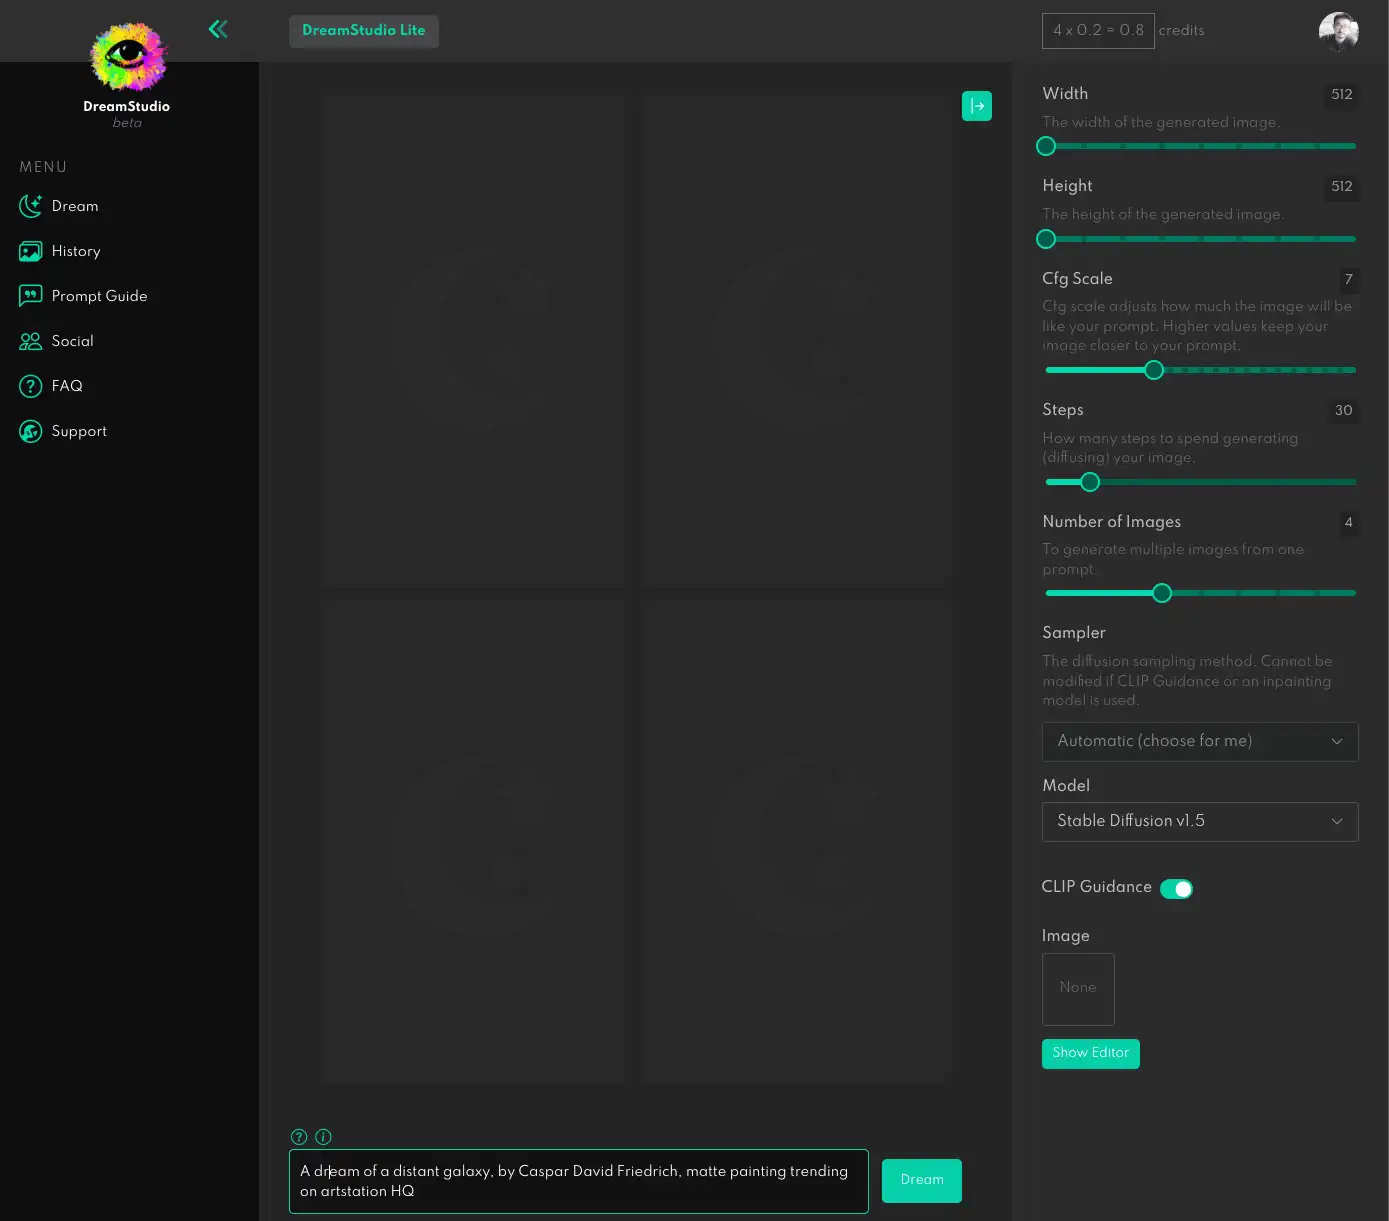 DreamStudio Lite
4 x 0.2 = 0.8 credits
DreamStudio
beta
MENU
Dream
History
Prompt Guide
Social
FAQ
Support
Width 512
The width of the generated image.
Height 512
The height of the generated image.
Cfg Scale 7
Cfg scale adjusts how much the image will be
like your prompt. Higher values keep your
image closer to your prompt.
Steps 30
How many steps to spend generating
(diffusing) your image.
Number of Images 4
To generate multiple images from one
prompt.
Sampler
The diffusion sampling method. Cannot be
modified if CLIP Guidance or an inpainting
model is used.
Automatic (choose for me)
Model
Stable Diffusion v1.5
CLIP Guidance
Image
None
Show Editor
A dream of a distant galaxy, by Caspar David Friedrich, matte painting trending
on artstation HQ
Dream